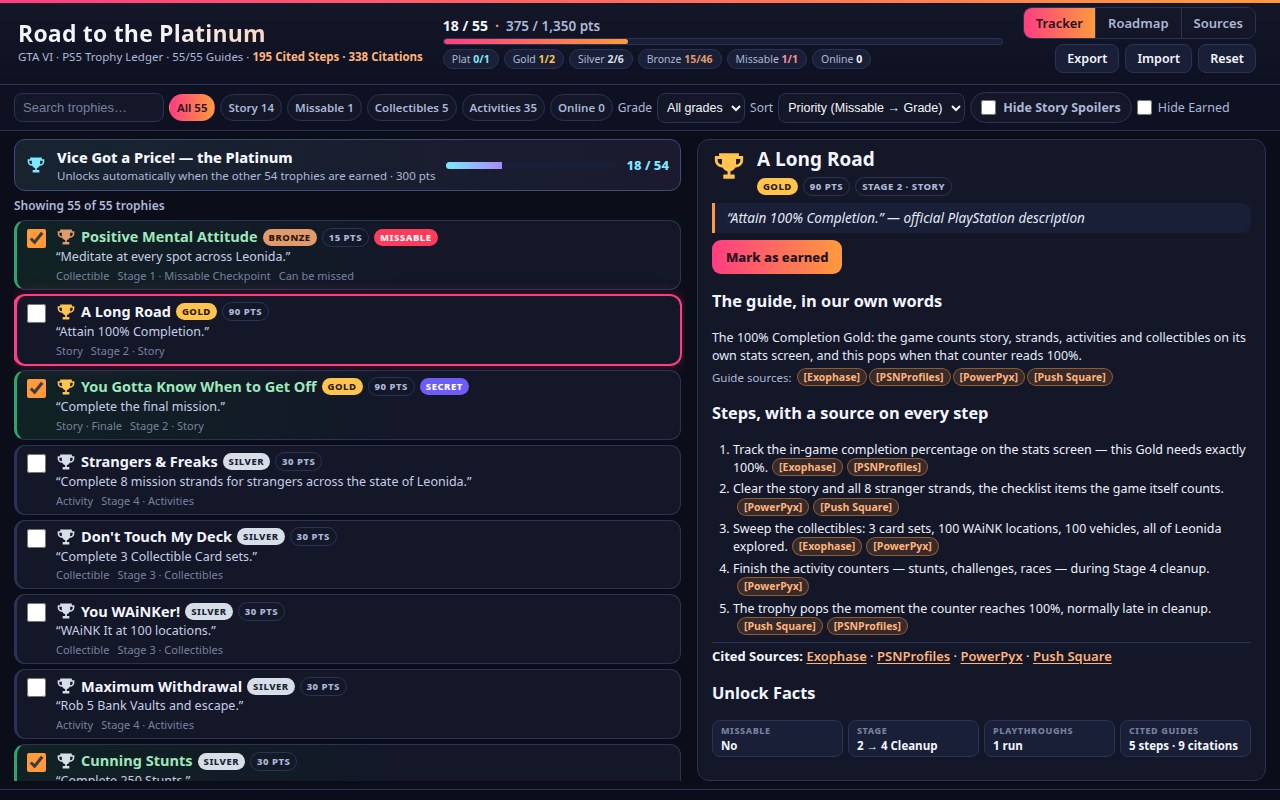 Road to the Platinum
GTA VI · PS5 Trophy Ledger · 55/55 Guides · 195 Cited Steps · 338 Citations
18 / 55 · 375 / 1,350 pts
Plat 0/1 Gold 1/2 Silver 2/6 Bronze 15/46 Missable 1/1 Online 0
Tracker Roadmap Sources
Export Import Reset
Search trophies… All 55 Story 14 Missable 1 Collectibles 5 Activities 35 Online 0 Grade All grades Sort Priority (Missable → Grade) Hide Story Spoilers Hide Earned
Vice Got a Price! — the Platinum
Unlocks automatically when the other 54 trophies are earned · 300 pts
18 / 54
Showing 55 of 55 trophies
Positive Mental Attitude BRONZE 15 PTS MISSABLE
“Meditate at every spot across Leonida.”
Collectible Stage 1 · Missable Checkpoint Can be missed
A Long Road GOLD 90 PTS
“Attain 100% Completion.”
Story Stage 2 · Story
You Gotta Know When to Get Off GOLD 90 PTS SECRET
“Complete the final mission.”
Story · Finale Stage 2 · Story
Strangers & Freaks SILVER 30 PTS
“Complete 8 mission strands for strangers across the state of Leonida.”
Activity Stage 4 · Activities
Don't Touch My Deck SILVER 30 PTS
“Complete 3 Collectible Card sets.”
Collectible Stage 3 · Collectibles
You WAiNKer! SILVER 30 PTS
“WAiNK It at 100 locations.”
Collectible Stage 3 · Collectibles
Maximum Withdrawal SILVER 30 PTS
“Rob 5 Bank Vaults and escape.”
Activity Stage 4 · Activities
Cunning Stunts SILVER 30 PTS
“Complete 250 Stunts.”
A Long Road
GOLD 90 PTS STAGE 2 · STORY
“Attain 100% Completion.” — official PlayStation description
Mark as earned
The guide, in our own words
The 100% Completion Gold: the game counts story, strands, activities and collectibles on its
own stats screen, and this pops when that counter reads 100%.
Guide sources: [Exophase] [PSNProfiles] [PowerPyx] [Push Square]
Steps, with a source on every step
1. Track the in-game completion percentage on the stats screen — this Gold needs exactly
100%. [Exophase] [PSNProfiles]
2. Clear the story and all 8 stranger strands, the checklist items the game itself counts.
[PowerPyx] [Push Square]
3. Sweep the collectibles: 3 card sets, 100 WAiNK locations, 100 vehicles, all of Leonida
explored. [Exophase] [PowerPyx]
4. Finish the activity counters — stunts, challenges, races — during Stage 4 cleanup.
[PowerPyx]
5. The trophy pops the moment the counter reaches 100%, normally late in cleanup.
[Push Square] [PSNProfiles]
Cited Sources: Exophase · PSNProfiles · PowerPyx · Push Square
Unlock Facts
MISSABLE STAGE PLAYTHROUGHS CITED GUIDES
No 2 → 4 Cleanup 1 run 5 steps · 9 citations